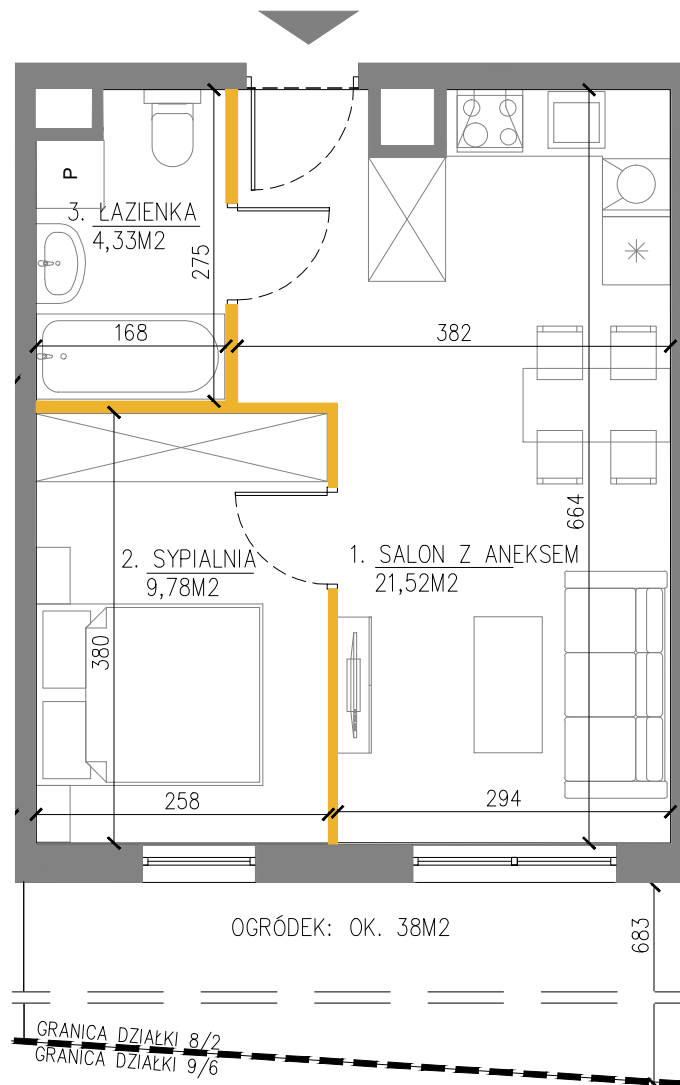 P
3. ŁAZIENKA
4,33M2
275
168
382
664
2. SYPIALNIA
9,78M2
1. SALON Z ANEKSEM
21,52M2
380
258
294
OGRÓDEK: OK. 38M2
683
GRANICA DZIAŁKI 8/2
GRANICA DZIAŁKI 9/6